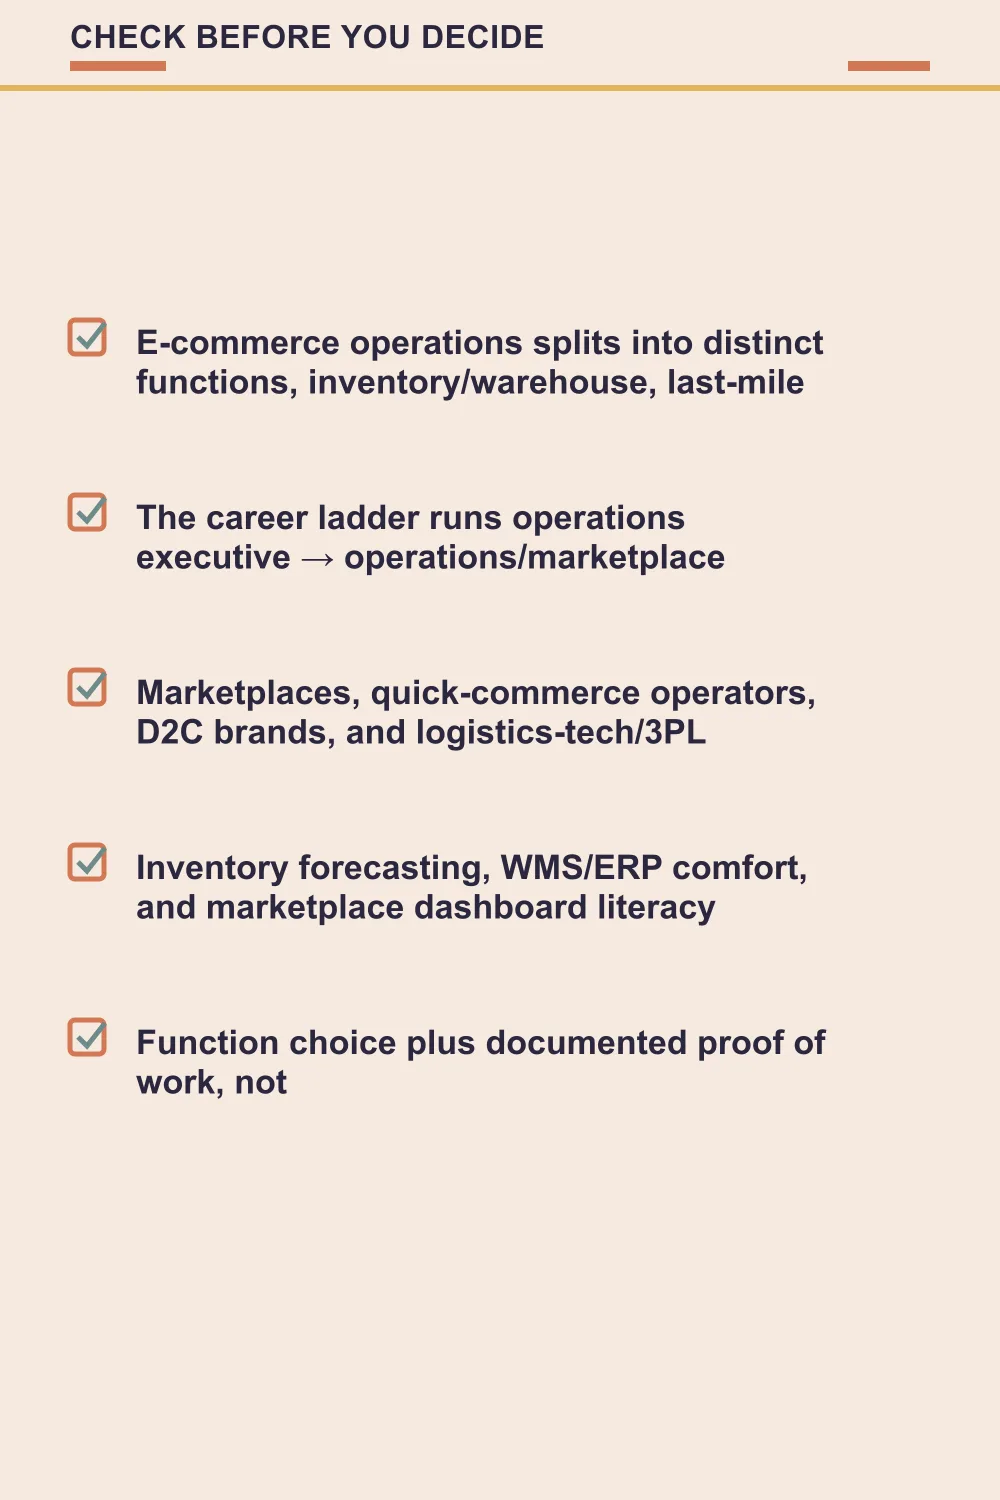 CHECK BEFORE YOU DECIDE
E-commerce operations splits into distinct
functions, inventory/warehouse, last-mile
The career ladder runs operations
executive → operations/marketplace
Marketplaces, quick-commerce operators,
D2C brands, and logistics-tech/3PL
Inventory forecasting, WMS/ERP comfort,
and marketplace dashboard literacy
Function choice plus documented proof of
work, not